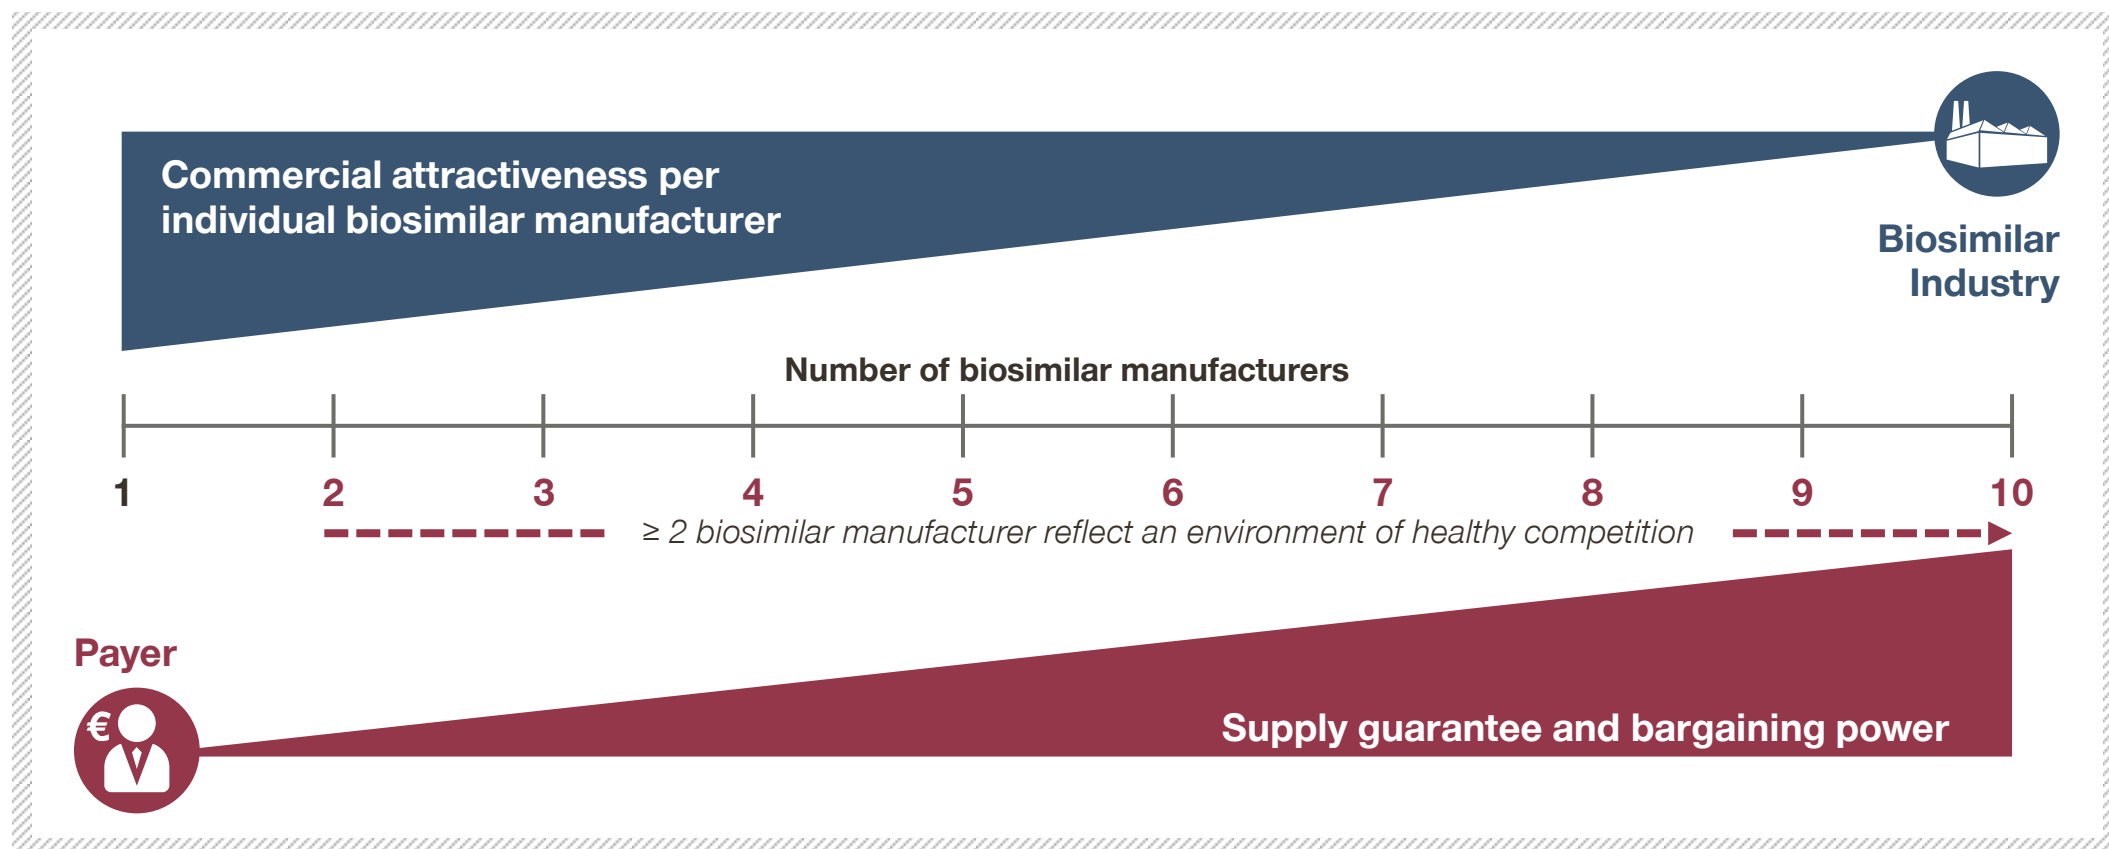 Commercial attractiveness per
individual biosimilar manufacturer
Biosimilar
Industry
Number of biosimilar manufacturers
1 2 3 4 5 6 7 8 9 10
≥ 2 biosimilar manufacturer reflect an environment of healthy competition
Payer
€
Supply guarantee and bargaining power